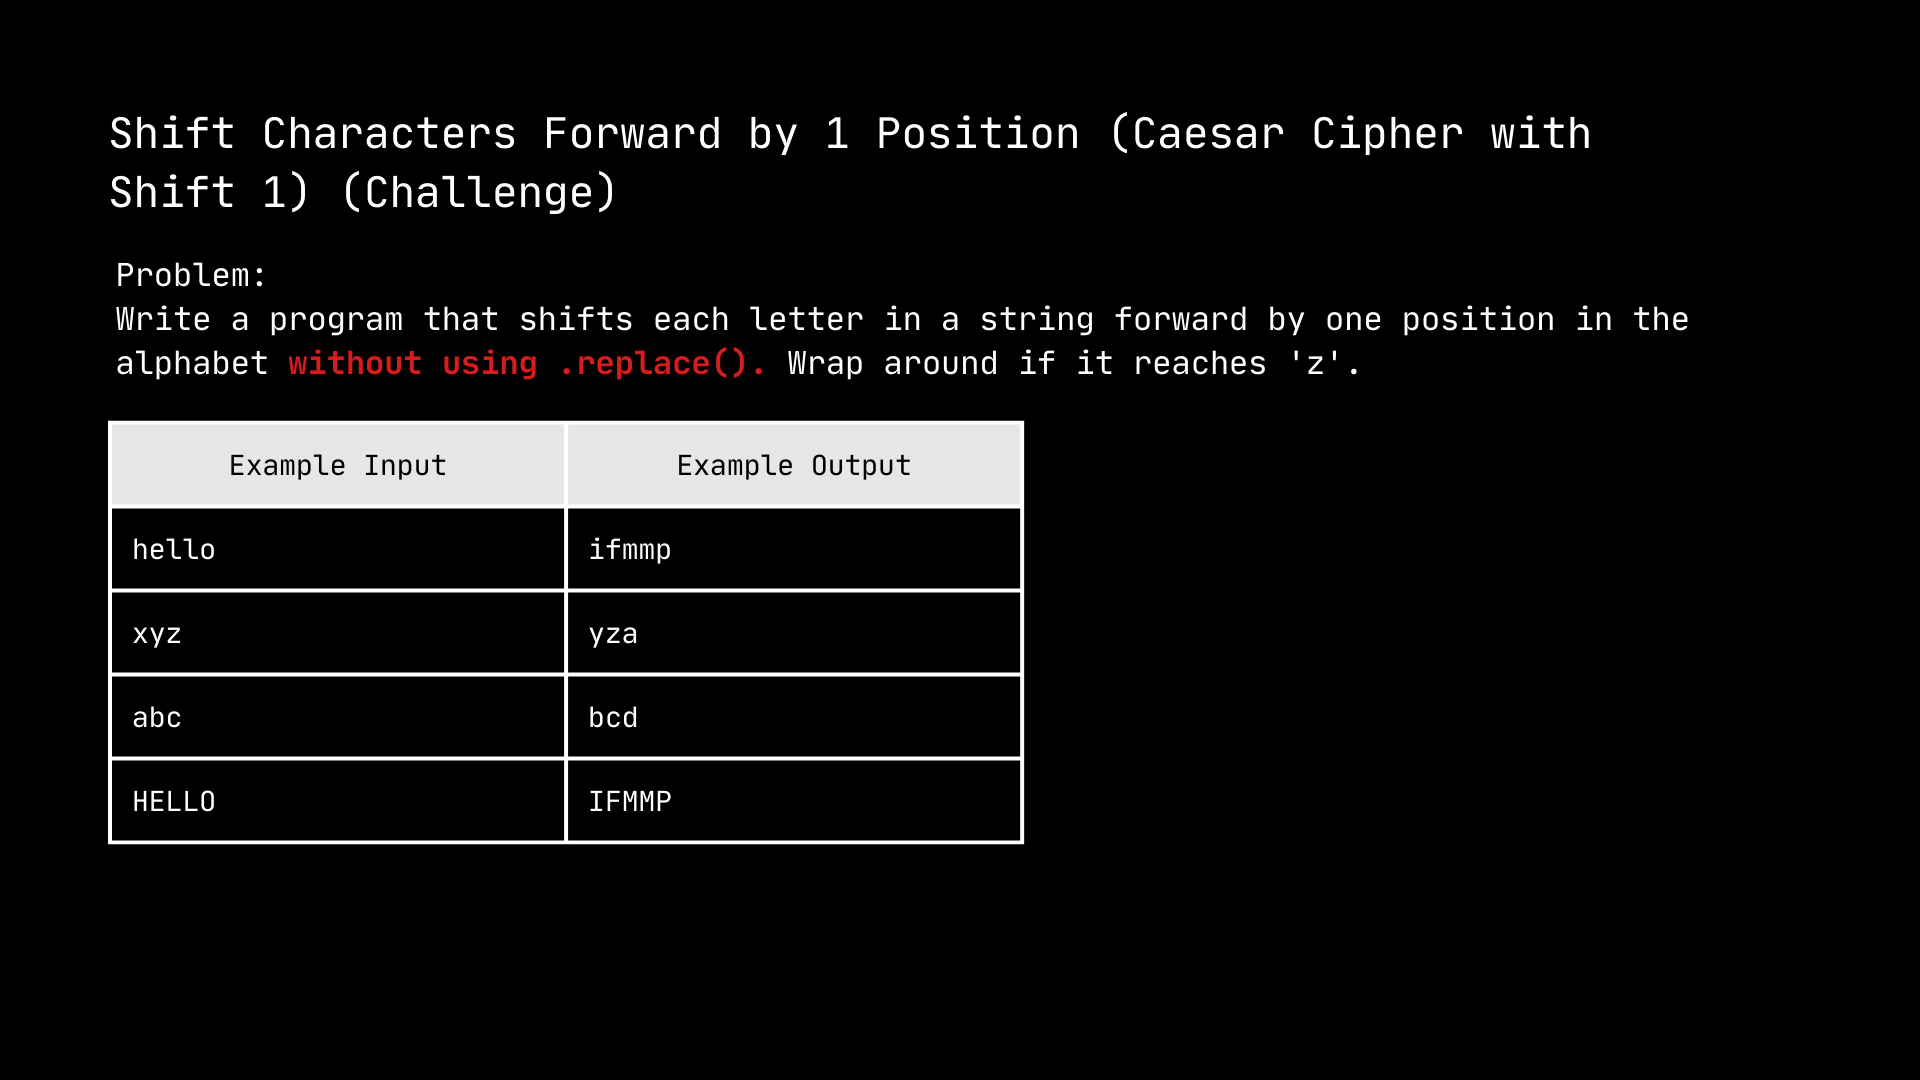 Shift Characters Forward by 1 Position (Caesar Cipher with
Shift 1) (Challenge)
Problem:
Write a program that shifts each letter in a string forward by one position in the
alphabet without using .replace(). Wrap around if it reaches 'z'.
Example Input Example Output
hello ifmmp
xyz yza
abc bcd
HELLO IFMMP